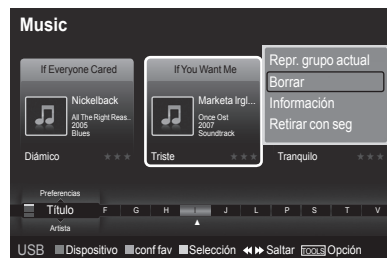 Music
If Everyone Cared
Nickelback
All The Right Reas..
2005
Blues
Diámico
If You Want Me
Marketa Irgl...
Once Ost
2007
Soundtrack
Triste
Repr. grupo actual
Borrar
Información
Retirar con seg
Tranquilo
Preferencias
Título F G H I J L P S T V
Artista
USB Dispositivo conf fav Selección Saltar TOOLS Opción